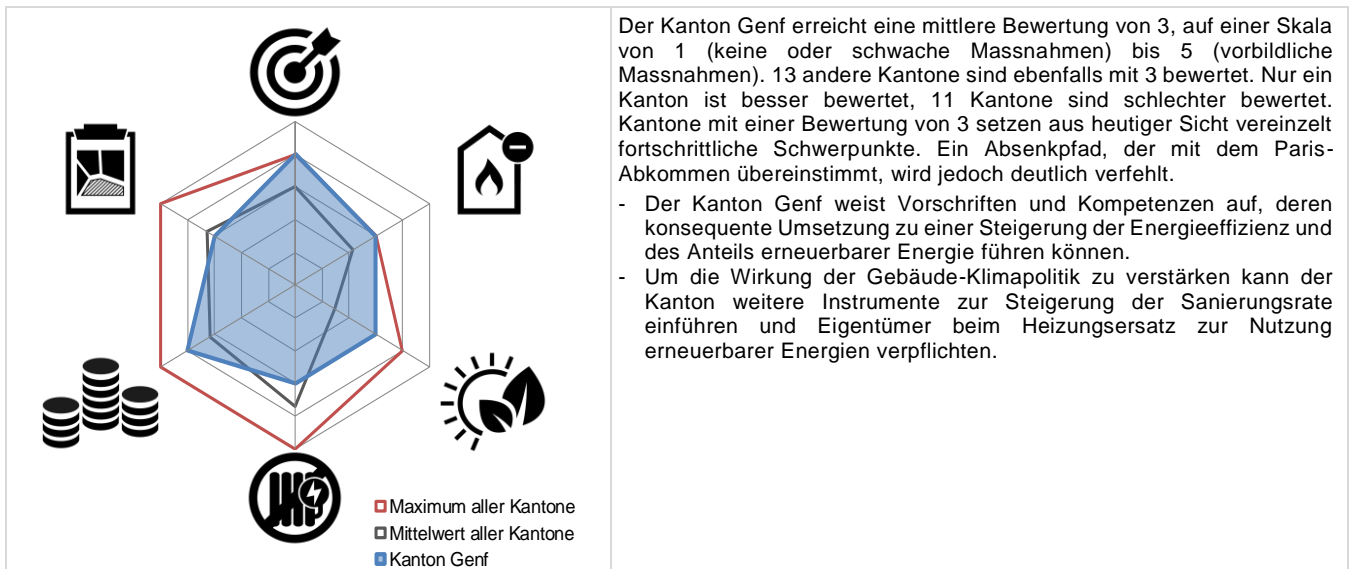 Der Kanton Genf erreicht eine mittlere Bewertung von 3, auf einer Skala
von 1 (keine oder schwache Massnahmen) bis 5 (vorbildliche
Massnahmen). 13 andere Kantone sind ebenfalls mit 3 bewertet. Nur ein
Kanton ist besser bewertet, 11 Kantone sind schlechter bewertet.
Kantone mit einer Bewertung von 3 setzen aus heutiger Sicht vereinzelt
fortschrittliche Schwerpunkte. Ein Absenkpfad, der mit dem Paris-
Abkommen übereinstimmt, wird jedoch deutlich verfehlt.
- Der Kanton Genf weist Vorschriften und Kompetenzen auf, deren
konsequente Umsetzung zu einer Steigerung der Energieeffizienz und
des Anteils erneuerbarer Energie führen können.
- Um die Wirkung der Gebäude-Klimapolitik zu verstärken kann der
Kanton weitere Instrumente zur Steigerung der Sanierungsrate
einführen und Eigentümer beim Heizungsersatz zur Nutzung
erneuerbarer Energien verpflichten.
Maximum aller Kantone
Mittelwert aller Kantone
Kanton Genf